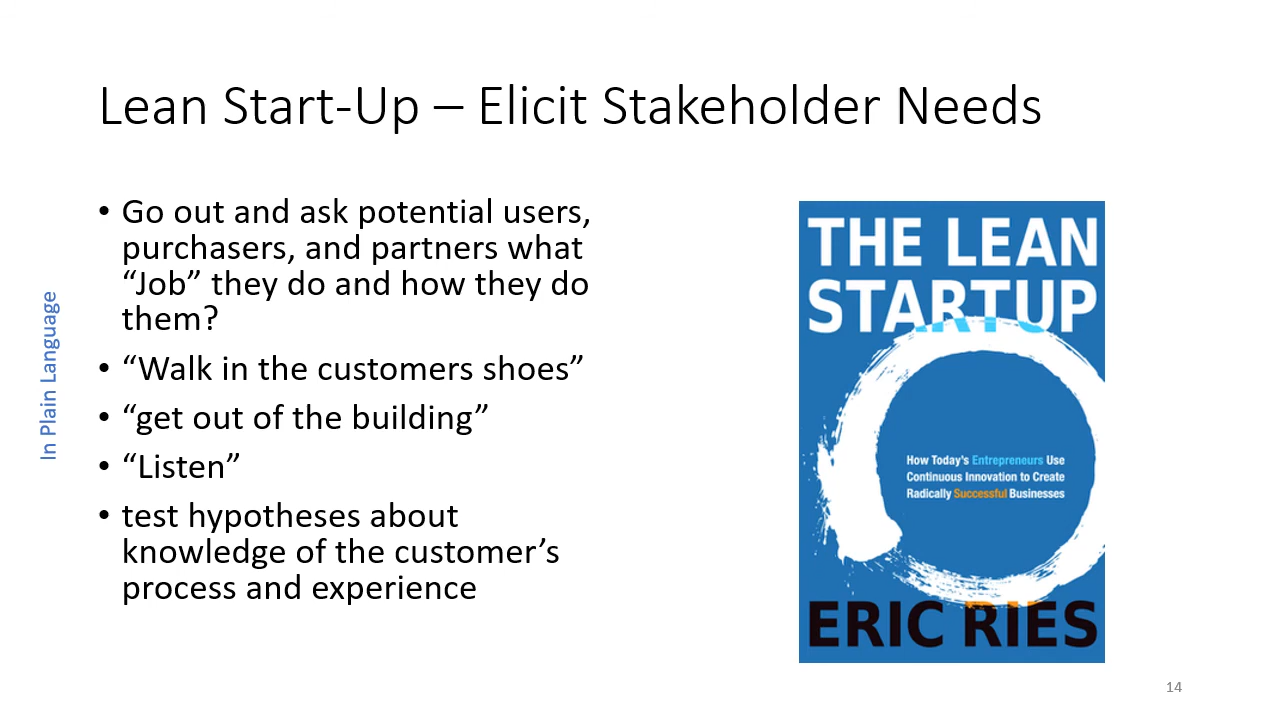 Lean Start-Up – Elicit Stakeholder Needs
In Plain Language
• Go out and ask potential users,
purchasers, and partners what
“Job” they do and how they do
them?
• “Walk in the customers shoes”
• “get out of the building”
• “Listen”
• test hypotheses about
knowledge of the customer’s
process and experience
THE LEAN
STARTUP
How Today’s Entrepreneurs Use
Continuous Innovation to Create
Radically Successful Businesses
ERIC RIES
14